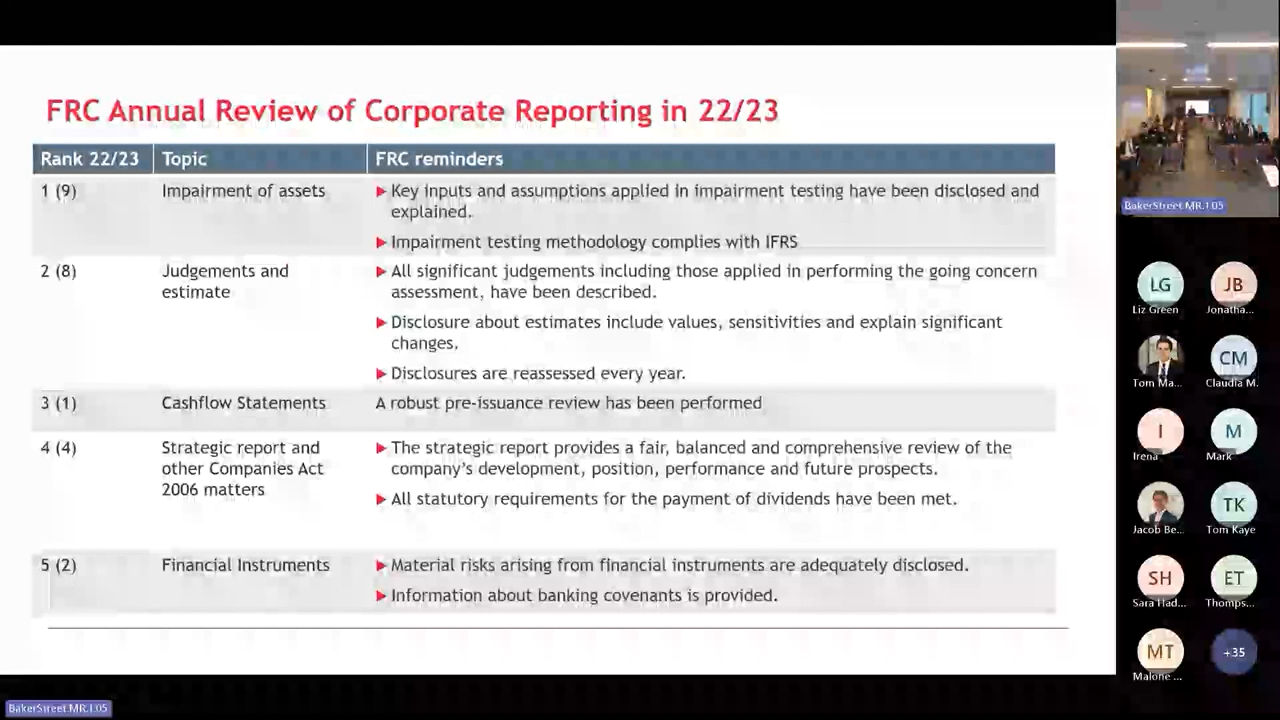 FRC Annual Review of Corporate Reporting in 22/23
Rank 22/23 Topic FRC reminders
1 (9) Impairment of assets Key inputs and assumptions applied in impairment testing have been disclosed and
explained.
Impairment testing methodology complies with IFRS
2 (8) Judgements and All significant judgements including those applied in performing the going concern
estimate assessment, have been described.
Disclosure about estimates include values, sensitivities and explain significant
changes.
Disclosures are reassessed every year.
3 (1) Cashflow Statements A robust pre-issuance review has been performed
4 (4) Strategic report and The strategic report provides a fair, balanced and comprehensive review of the
other Companies Act company's development, position, performance and future prospects.
2006 matters
All statutory requirements for the payment of dividends have been met.
5 (2) Financial Instruments Material risks arising from financial instruments are adequately disclosed.
Information about banking covenants is provided.
BakerStreet.MR.1.05
LG JB
Liz Green Jonatha...
CM
Tom Ma... Claudia M.
I M
Irena Mark
TK
Jacob Be... Tom Kaye
SH ET
Sara Had... Thomps...
MT +35
Malone ...
BakerStreet.MR.1.05